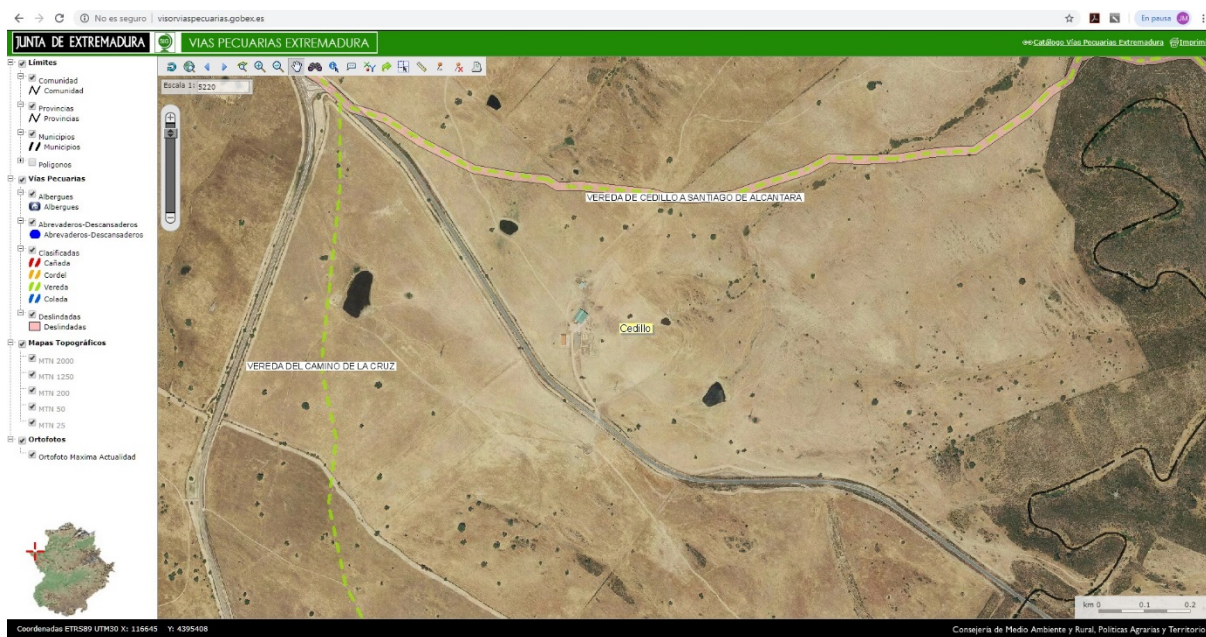 No es seguro | visorviaspecuarias.gobex.es
En pausa
JM
JUNTA DE EXTREMADURA
SIG
VIAS PECUARIAS EXTREMADURA
Catálogo Vías Pecuarias Extremadura
Imprimi
Escala 1: 5220
Límites
Comunidad
Comunidad
Provincias
Provincias
Municipios
Municipios
Polígonos
Vías Pecuarias
Albergues
Albergues
Abrevaderos-Descansaderos
Abrevaderos-Descansaderos
Clasificadas
Cañada
Cordel
Vereda
Colada
Deslindadas
Deslindadas
Mapas Topográficos
MTN 2000
MTN 1250
MTN 200
MTN 50
MTN 25
Ortofotos
Ortofoto Maxima Actualidad
VEREDA DE CEDILLO A SANTIAGO DE ALCANTARA
Cedillo
VEREDA DEL CAMINO DE LA CRUZ
km 0 0.1 0.2
Coordenadas ETRS89 UTM30 X: 116645 Y: 4395408
Consejería de Medio Ambiente y Rural, Políticas Agrarias y Territorio